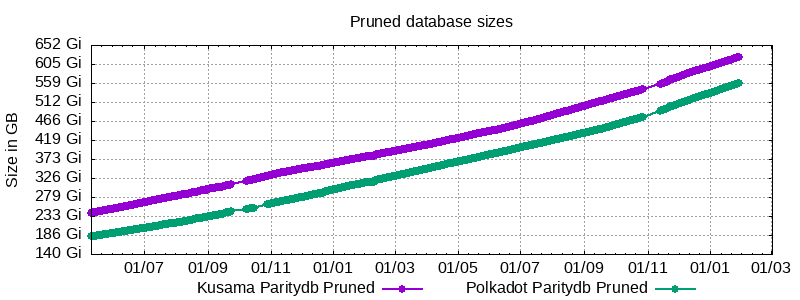 Pruned database sizes
652 Gi
605 Gi
559 Gi
512 Gi
466 Gi
419 Gi
373 Gi
326 Gi
279 Gi
233 Gi
186 Gi
140 Gi
Size in GB
01/07 01/09 01/11 01/01 01/03 01/05 01/07 01/09 01/11 01/01 01/03
Kusama Paritydb Pruned Polkadot Paritydb Pruned